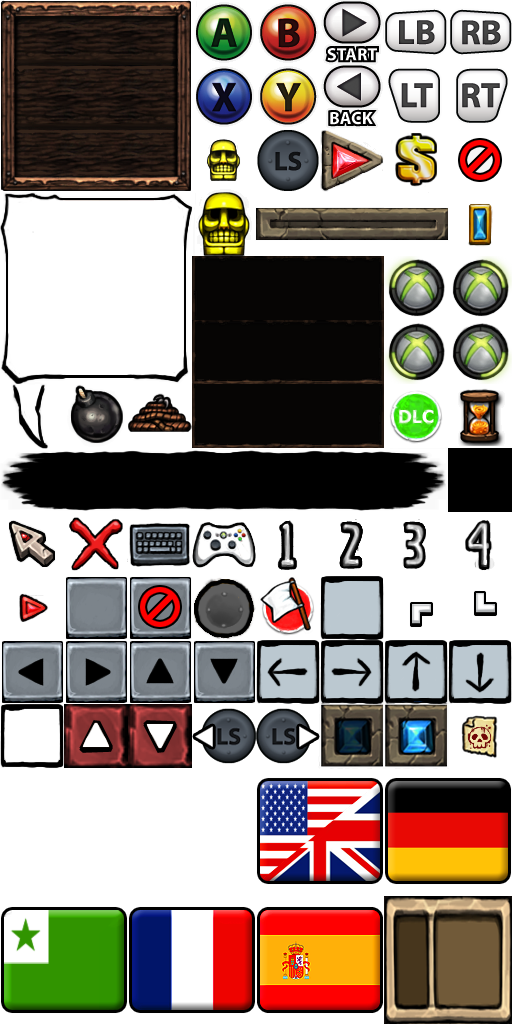 A B START LB RB
X Y BACK LT RT
LS $
DLC
1 2 3 4
LS LS